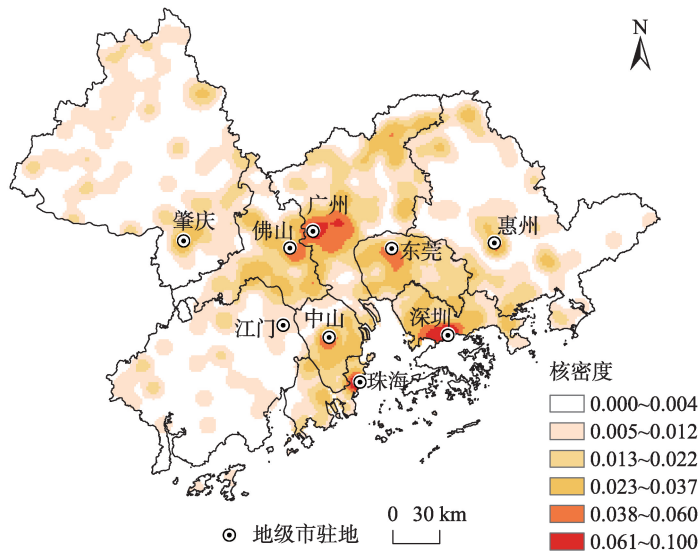 N
广州
肇庆
佛山
惠州
东莞
江门
中山
深圳
珠海
核密度
0.000~0.004
0.005~0.012
0.013~0.022
0.023~0.037
0.038~0.060
0.061~0.100
地级市驻地
0 30 km